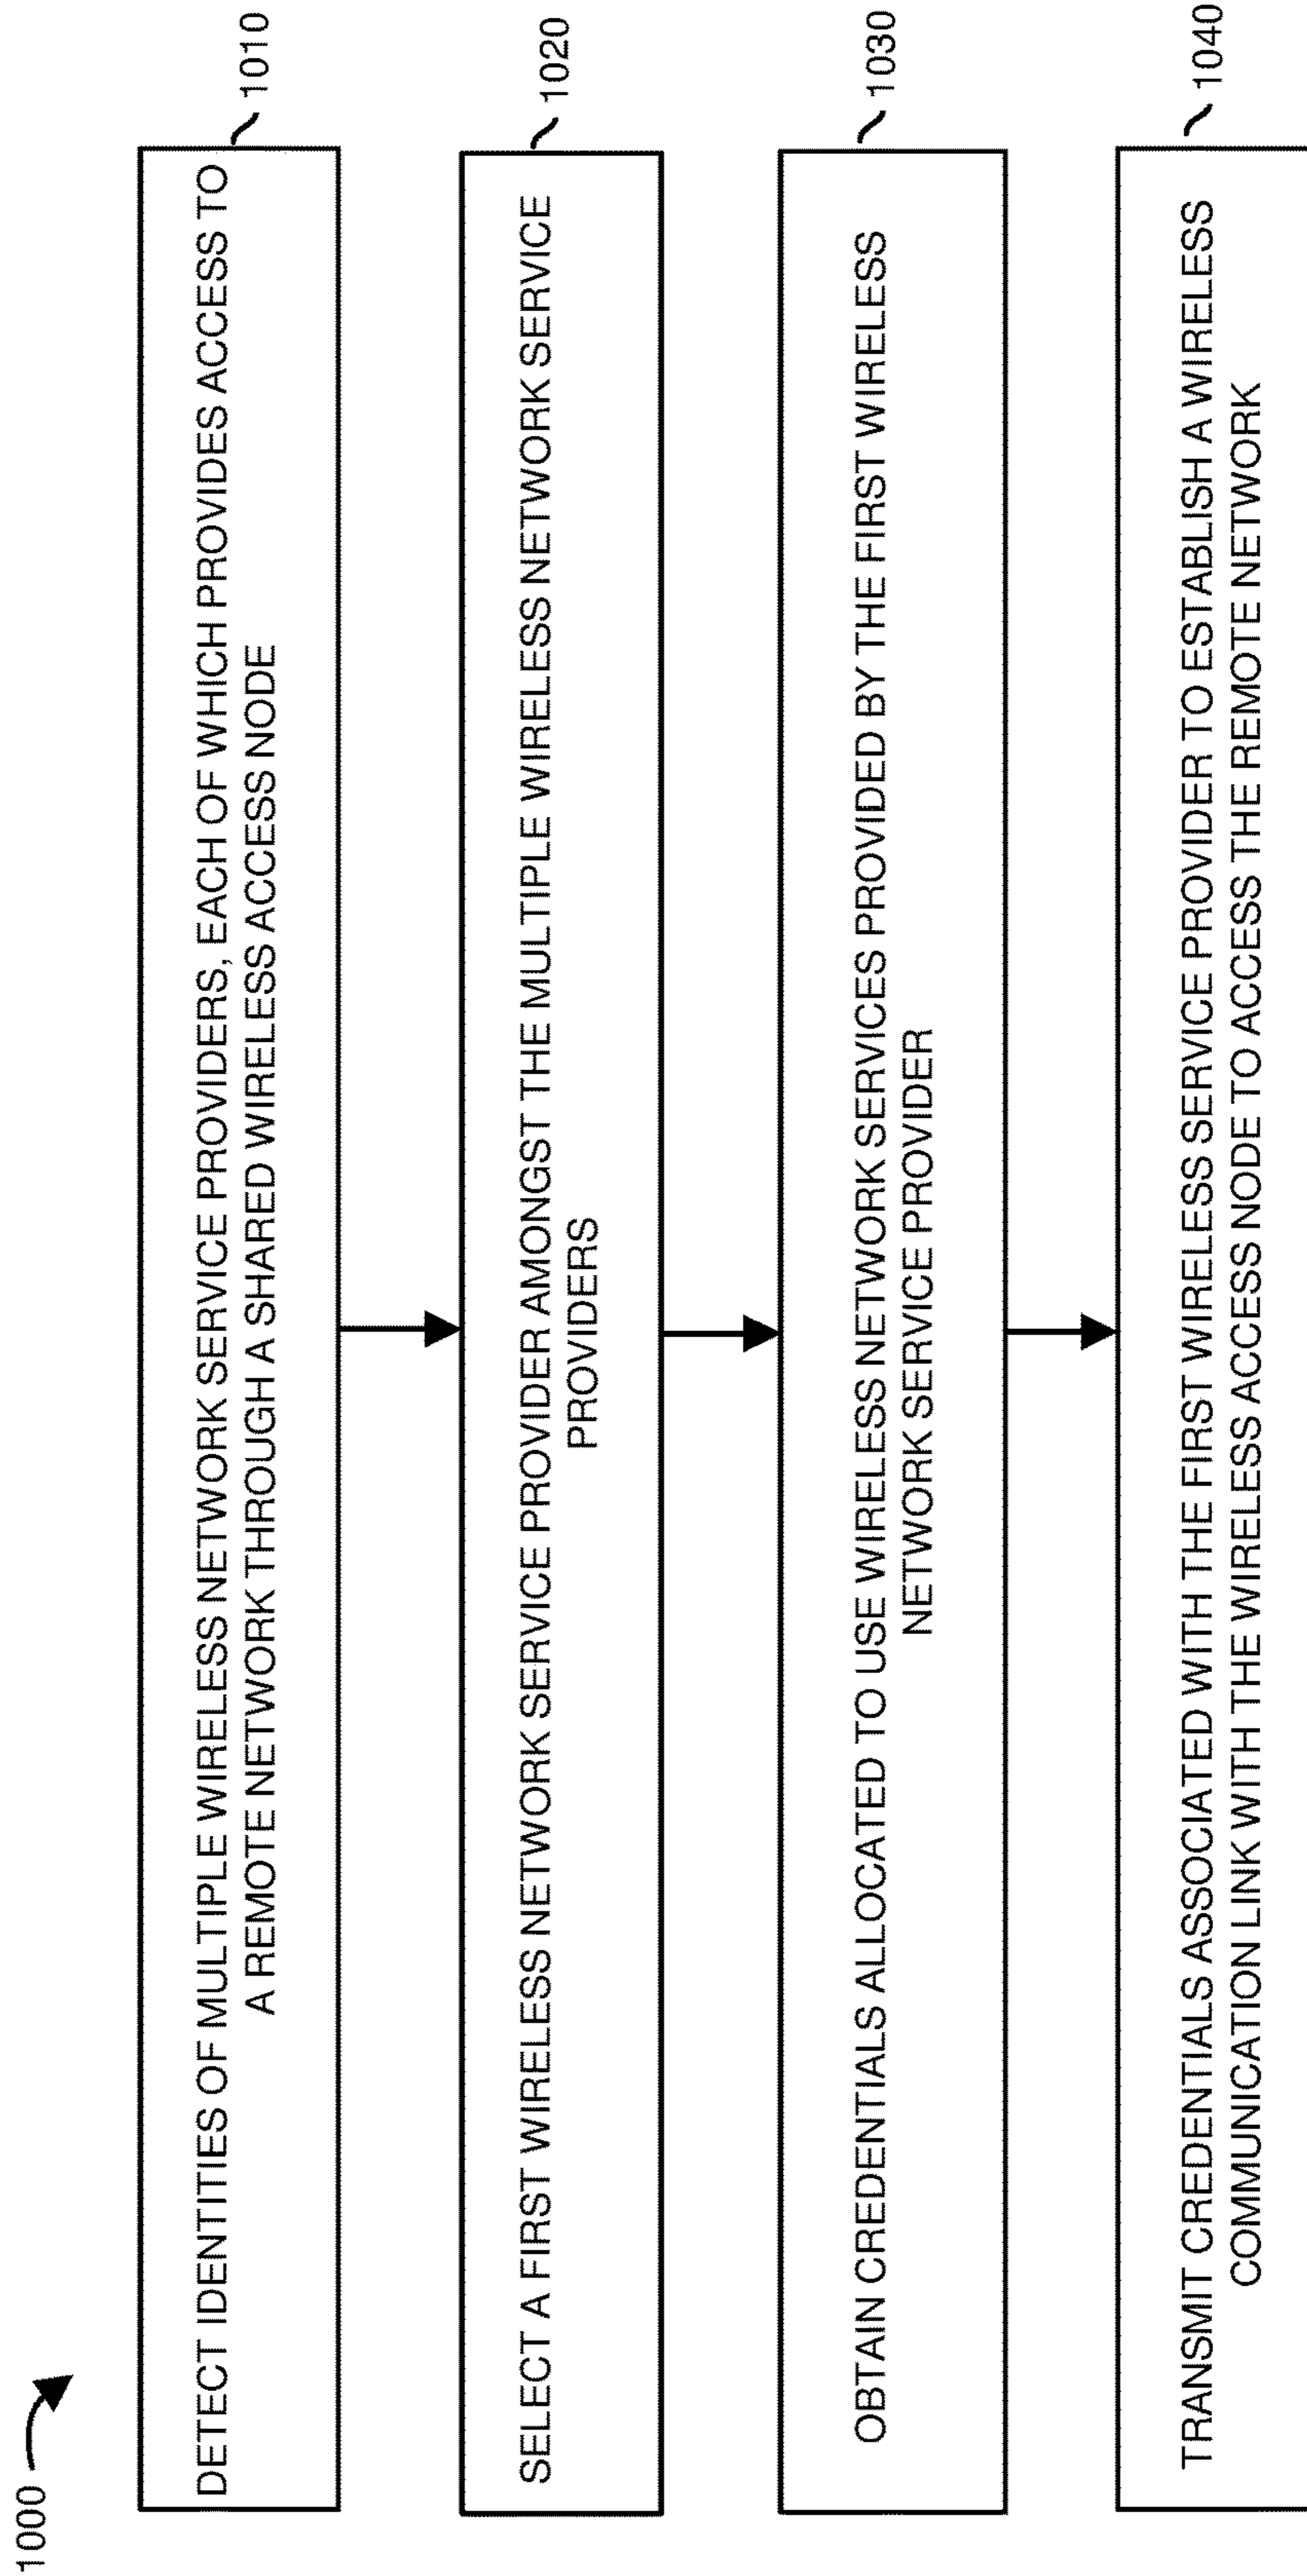 1000
DETECT IDENTITIES OF MULTIPLE WIRELESS NETWORK SERVICE PROVIDERS, EACH OF WHICH PROVIDES ACCESS TO
A REMOTE NETWORK THROUGH A SHARED WIRELESS ACCESS NODE
1010
SELECT A FIRST WIRELESS NETWORK SERVICE PROVIDER AMONGST THE MULTIPLE WIRELESS NETWORK SERVICE
PROVIDERS
1020
OBTAIN CREDENTIALS ALLOCATED TO USE WIRELESS NETWORK SERVICES PROVIDED BY THE FIRST WIRELESS
NETWORK SERVICE PROVIDER
1030
TRANSMIT CREDENTIALS ASSOCIATED WITH THE FIRST WIRELESS SERVICE PROVIDER TO ESTABLISH A WIRELESS
COMMUNICATION LINK WITH THE WIRELESS ACCESS NODE TO ACCESS THE REMOTE NETWORK
1040